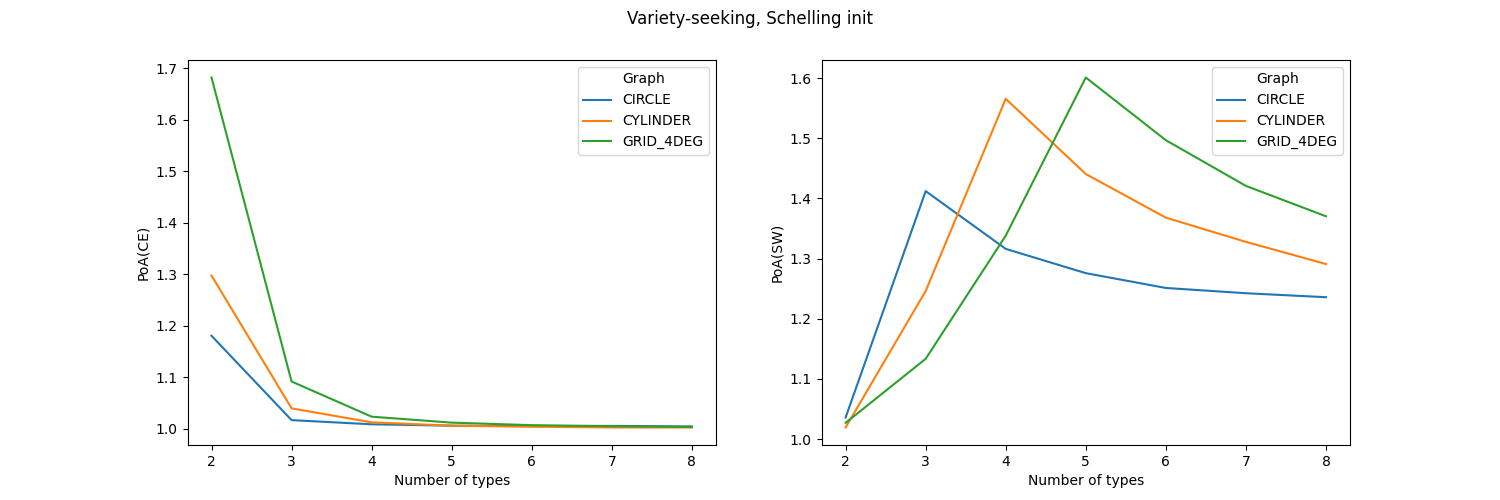 Variety-seeking, Schelling init
PoA(CE)
1.7
1.6
1.5
1.4
1.3
1.2
1.1
1.0
2 3 4 5 6 7 8
Number of types
Graph
CIRCLE
CYLINDER
GRID_4DEG
PoA(SW)
1.6
1.5
1.4
1.3
1.2
1.1
1.0
2 3 4 5 6 7 8
Number of types
Graph
CIRCLE
CYLINDER
GRID_4DEG